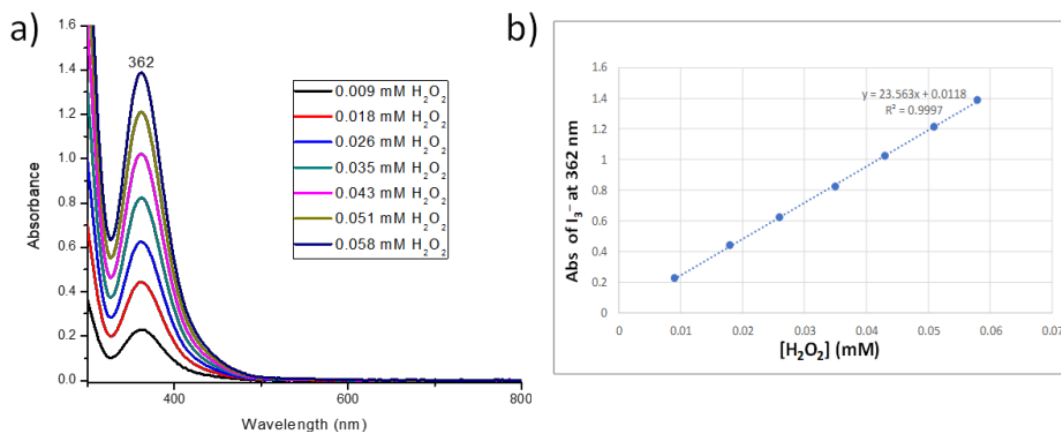 a)
362
1.6
1.4
1.2
1.0
0.8
0.6
0.4
0.2
0.0
Absorbance
400
600
800
Wavelength (nm)
0.009 mM H₂O₂
0.018 mM H₂O₂
0.026 mM H₂O₂
0.035 mM H₂O₂
0.043 mM H₂O₂
0.051 mM H₂O₂
0.058 mM H₂O₂
b)
1.6
1.4
1.2
1
0.8
0.6
0.4
0.2
0
Abs of I₃⁻ at 362 nm
y = 23.563x + 0.0118
R² = 0.9997
0
0.01
0.02
0.03
0.04
0.05
0.06
0.07
[H₂O₂] (mM)